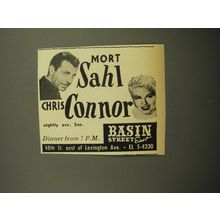 MORT
Sahl
CHRIS
Connor
nightly exc. Sun.
Dinner from 7 P.M.
BASIN
STREET East
48th St. east of Lexington Ave. • EL 5-4330